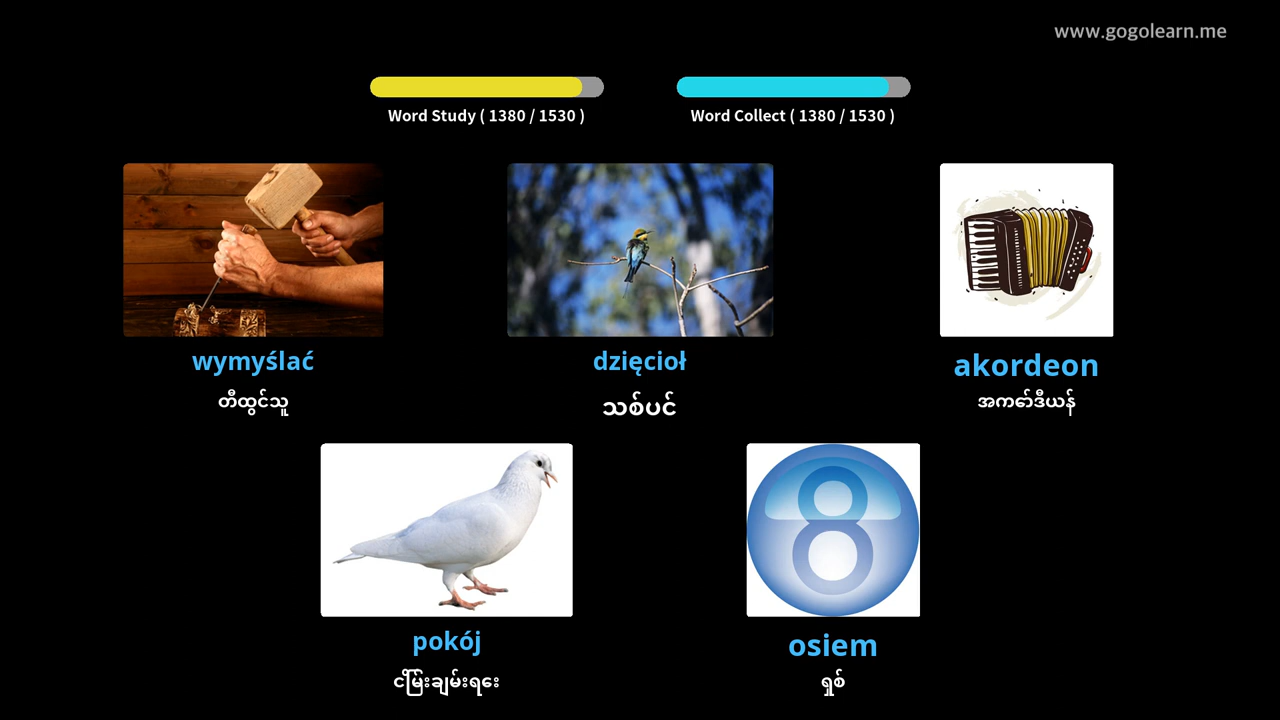 www.gogolearn.me
Word Study ( 1380 / 1530 )
Word Collect ( 1380 / 1530 )
wymyślać
dzięcioł
akordeon
တီထွင်သူ
သစ်ပင်
အကော်ဒီယန်
pokój
osiem
ငြိမ်းချမ်းရေး
ရှစ်
8